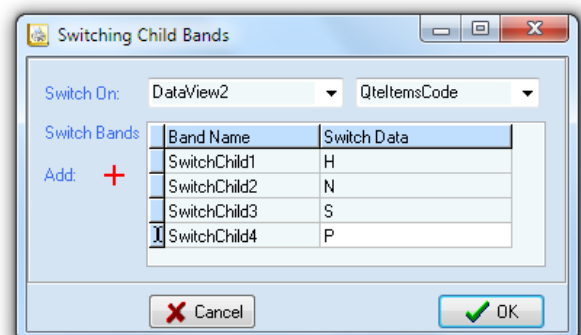 Switching Child Bands
Switch On: DataView2 QteItemsCode
Switch Bands Band Name Switch Data
SwitchChild1 H
Add: SwitchChild2 N
SwitchChild3 S
SwitchChild4 P
Cancel OK